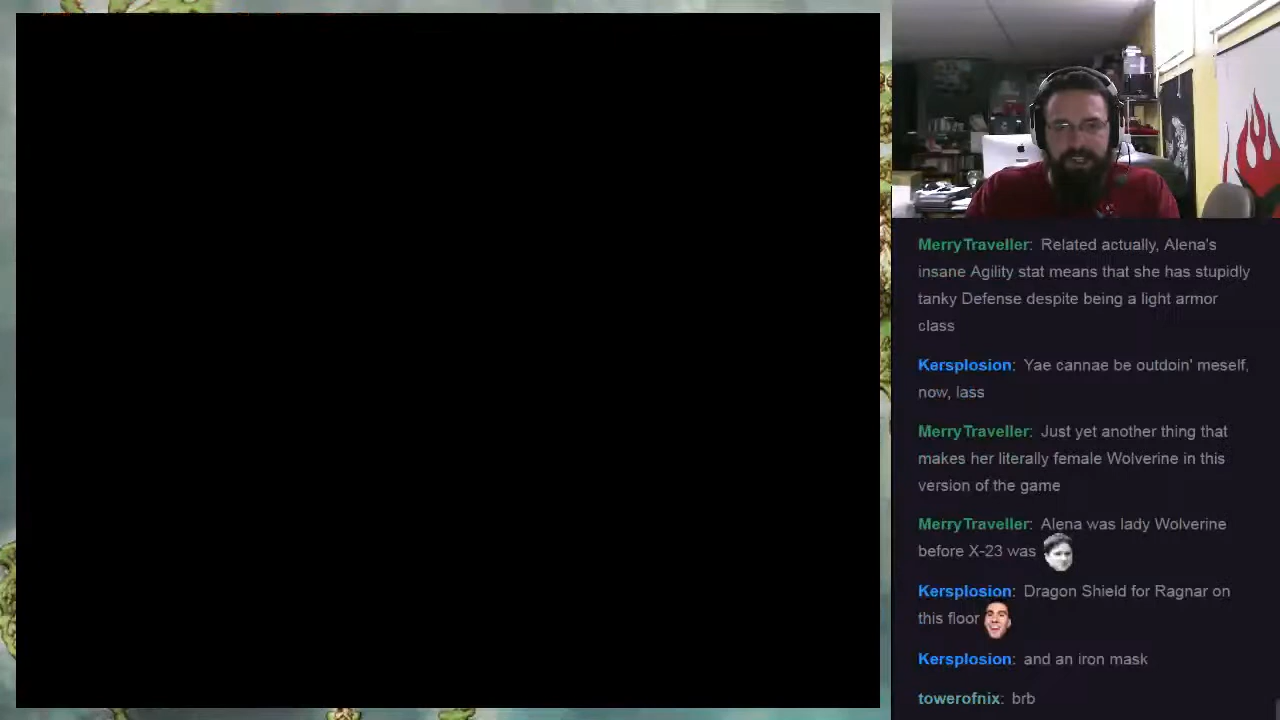 MerryTraveller: Related actually, Alena's
insane Agility stat means that she has stupidly
tanky Defense despite being a light armor
class
Kersplosion: Yae cannae be outdoin' meself,
now, lass
MerryTraveller: Just yet another thing that
makes her literally female Wolverine in this
version of the game
MerryTraveller: Alena was lady Wolverine
before X-23 was
Kersplosion: Dragon Shield for Ragnar on
this floor
Kersplosion: and an iron mask
towerofnix: brb